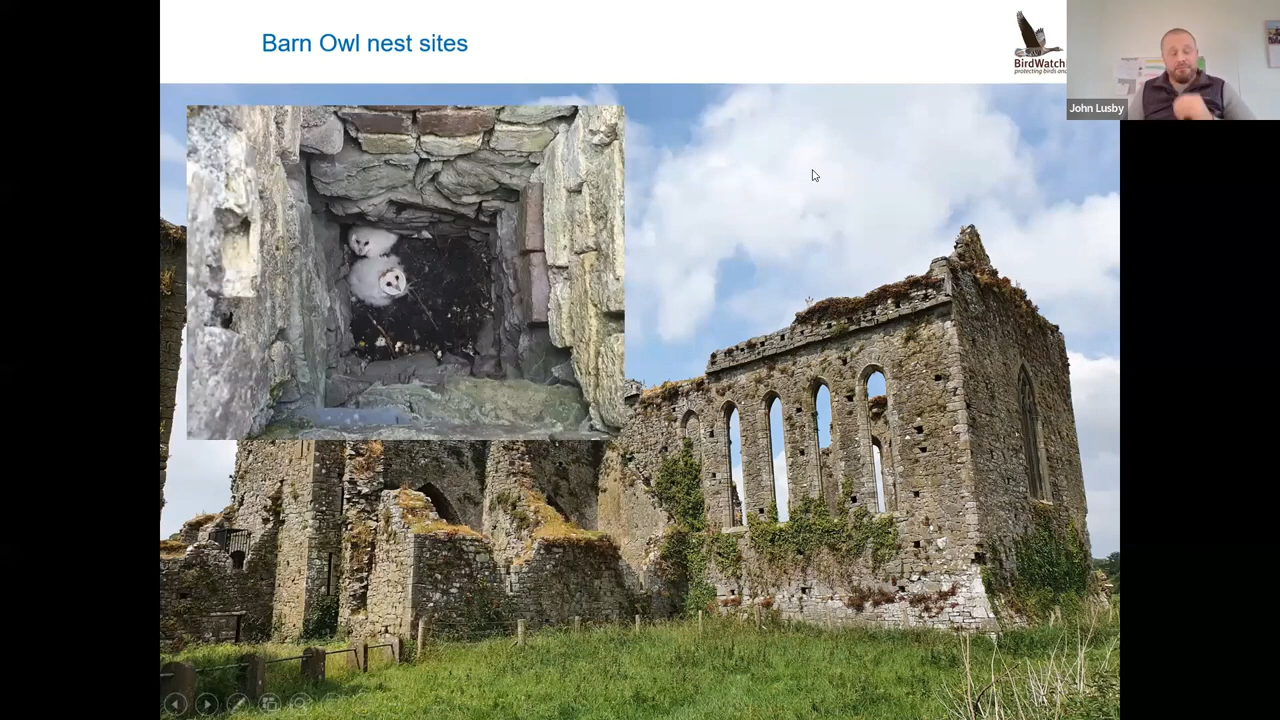 Barn Owl nest sites
BirdWatch
protecting birds and
John Lusby